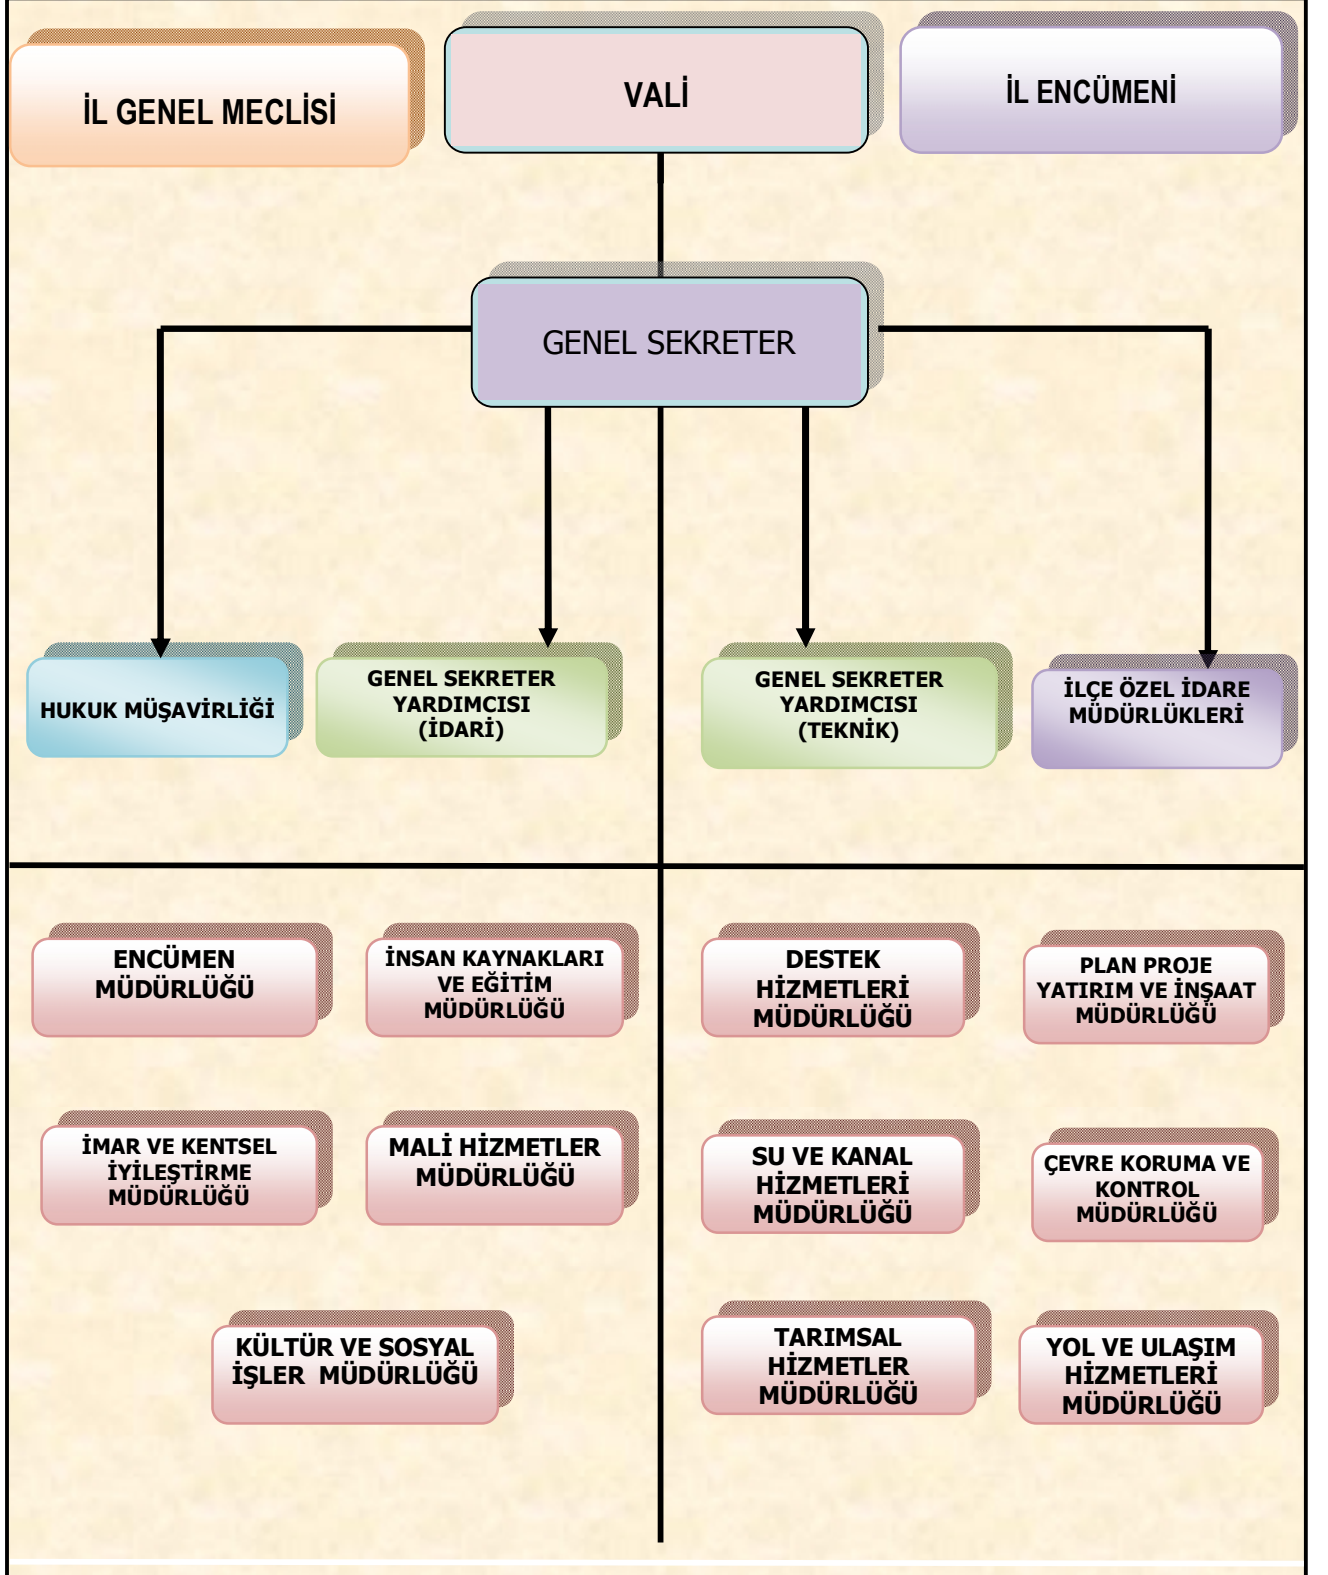 İL GENEL MECLİSİ
VALİ
İL ENCÜMENİ
GENEL SEKRETER
HUKUK MÜŞAVİRLİĞİ
GENEL SEKRETER
YARDIMCISI
(İDARİ)
GENEL SEKRETER
YARDIMCISI
(TEKNİK)
İLÇE ÖZEL İDARE
MÜDÜRLÜKLERİ
ENCÜMEN
MÜDÜRLÜĞÜ
İNSAN KAYNAKLARI
VE EĞİTİM
MÜDÜRLÜĞÜ
DESTEK
HİZMETLERİ
MÜDÜRLÜĞÜ
PLAN PROJE
YATIRIM VE İNŞAAT
MÜDÜRLÜĞÜ
İMAR VE KENTSEL
İYİLEŞTİRME
MÜDÜRLÜĞÜ
MALİ HİZMETLER
MÜDÜRLÜĞÜ
SU VE KANAL
HİZMETLERİ
MÜDÜRLÜĞÜ
ÇEVRE KORUMA VE
KONTROL
MÜDÜRLÜĞÜ
KÜLTÜR VE SOSYAL
İŞLER  MÜDÜRLÜĞÜ
TARIMSAL
HİZMETLER
MÜDÜRLÜĞÜ
YOL VE ULAŞIM
HİZMETLERİ
MÜDÜRLÜĞÜ